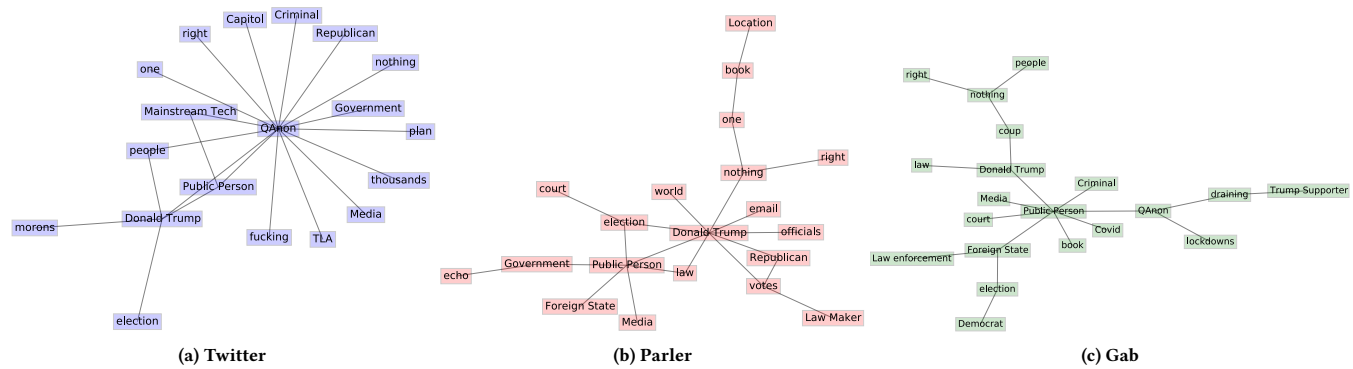 Criminal
Capitol
right
Republican
one
nothing
Mainstream Tech
Government
QAnon
plan
people
Public Person
thousands
Donald Trump
Media
morons
fucking
TLA
election
(a) Twitter
Location
book
one
nothing
right
court
world
election
email
Donald Trump
officials
Republican
Government
Public Person
law
echo
votes
Foreign State
Media
Law Maker
(b) Parler
people
right
nothing
coup
law
Donald Trump
Criminal
Media
draining
Trump Supporter
Public Person
QAnon
court
Covid
book
lockdowns
Foreign State
Law enforcement
election
Democrat
(c) Gab